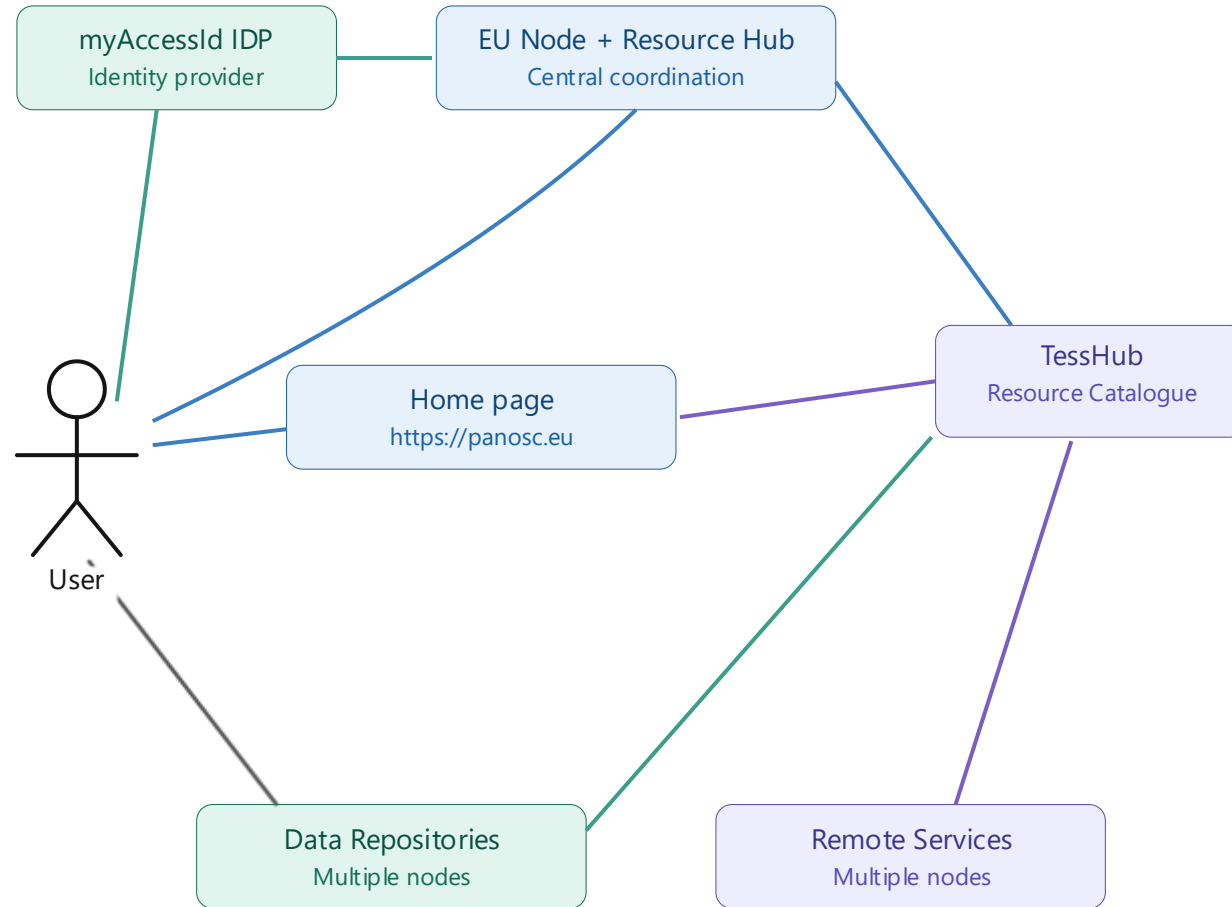 myAccessId IDP
Identity provider
EU Node + Resource Hub
Central coordination
TessHub
Resource Catalogue
Home page
https://panosc.eu
User
Data Repositories
Multiple nodes
Remote Services
Multiple nodes